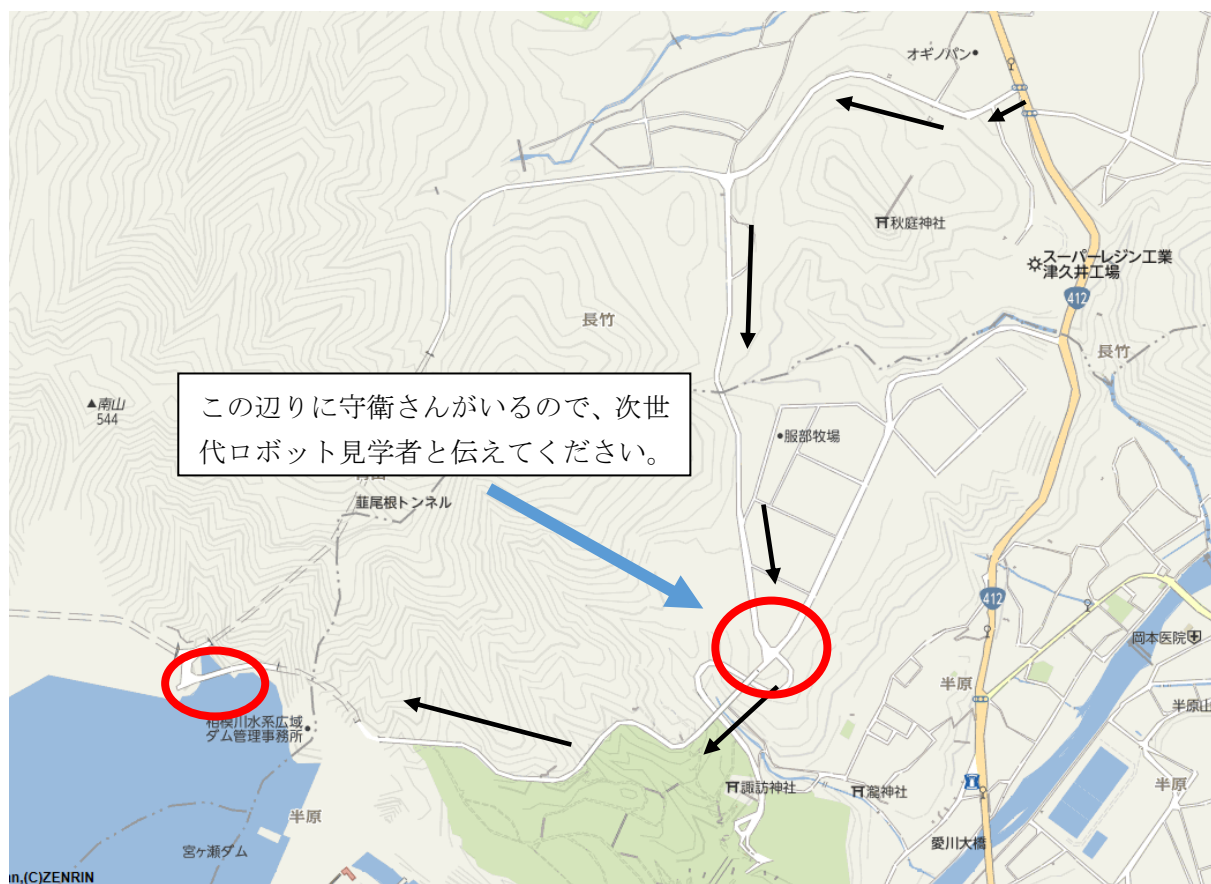 オギノパン
秋庭神社
スーパーレジン工業
津久井工場
412
長竹
長竹
南山
544
この辺りに守衛さんがいるので、次世
代ロボット見学者と伝えてください。
服部牧場
韮尾根トンネル
412
岡本医院
半原
半原山
相模川水系広域
ダム管理事務所
諏訪神社
瀧神社
半原
半原
愛川大橋
宮ヶ瀬ダム
n,(C)ZENRIN